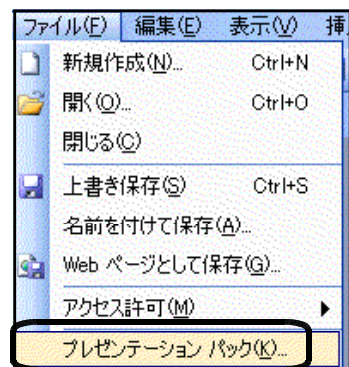 ファイル(F) 編集(E) 表示(V) 挿
新規作成(N)... Ctrl+N
開く(O)... Ctrl+O
閉じる(C)
上書き保存(S) Ctrl+S
名前を付けて保存(A)...
Web ページとして保存(G)...
アクセス許可(M)
プレゼンテーション パック(K)...